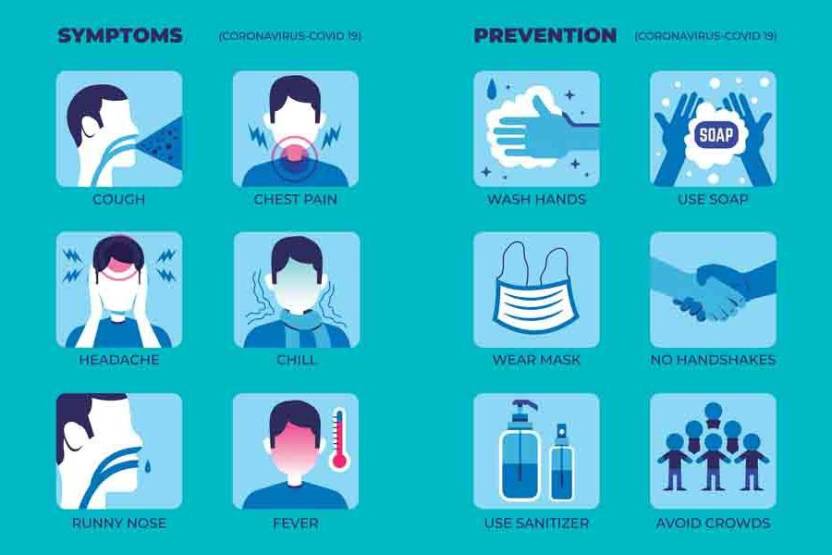 SYMPTOMS (CORONAVIRUS-COVID 19)
COUGH CHEST PAIN
HEADACHE CHILL
RUNNY NOSE FEVER
PREVENTION (CORONAVIRUS-COVID 19)
SOAP
WASH HANDS USE SOAP
WEAR MASK NO HANDSHAKES
USE SANITIZER AVOID CROWDS